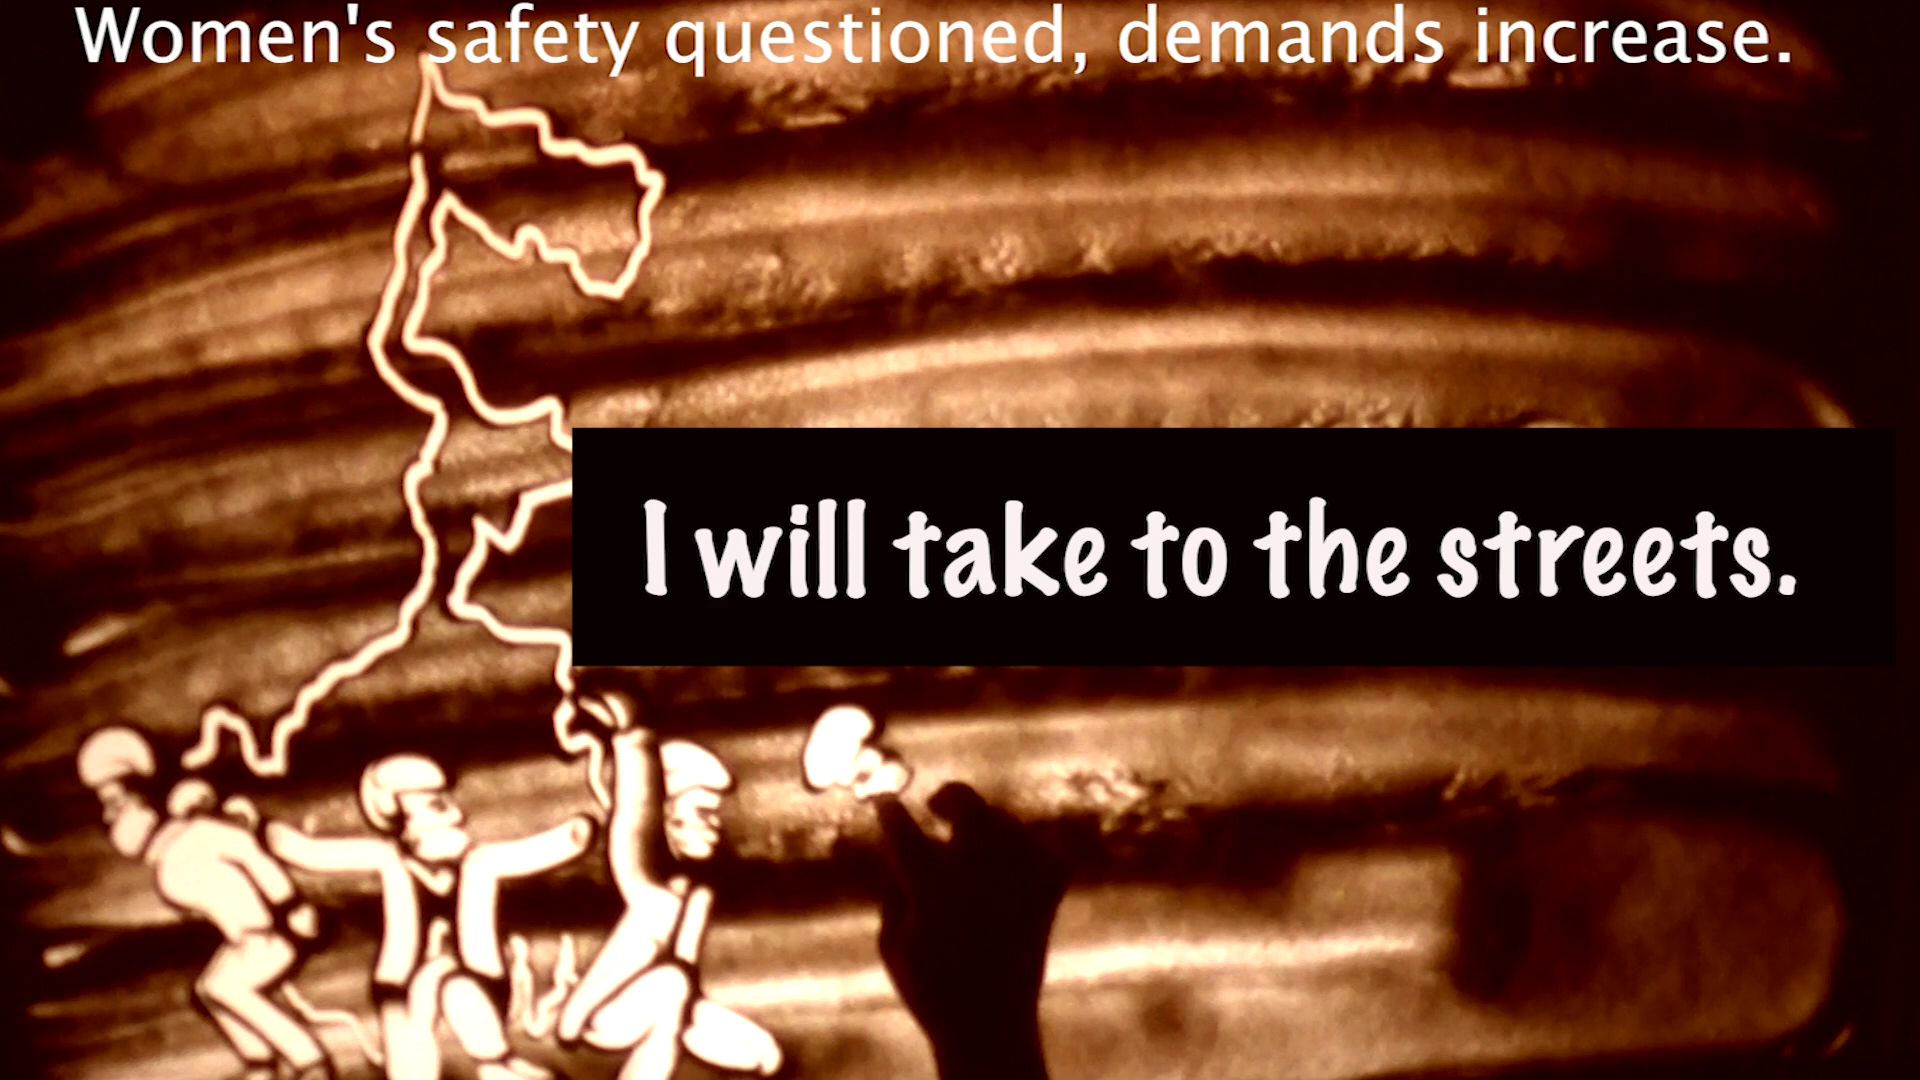 Women's safety questioned, demands increase.
I will take to the streets.